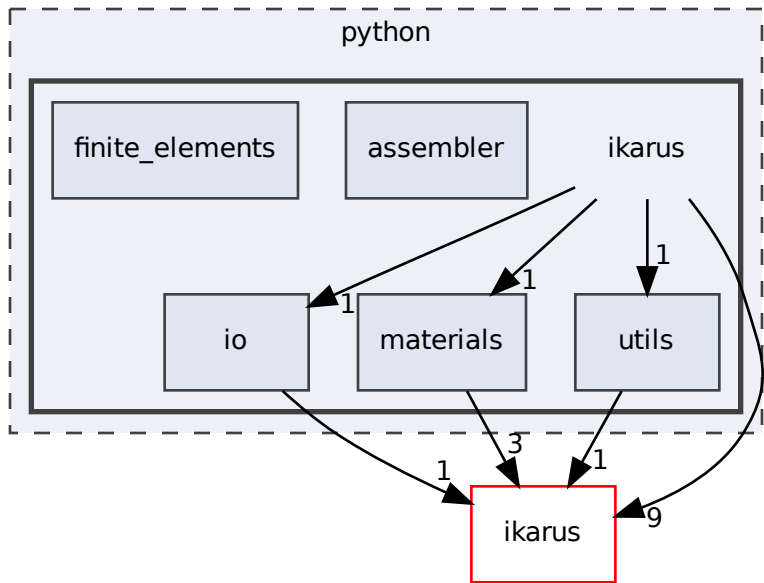 python
finite_elements
assembler
ikarus
1
1
1
io
materials
utils
1
3
1
9
ikarus